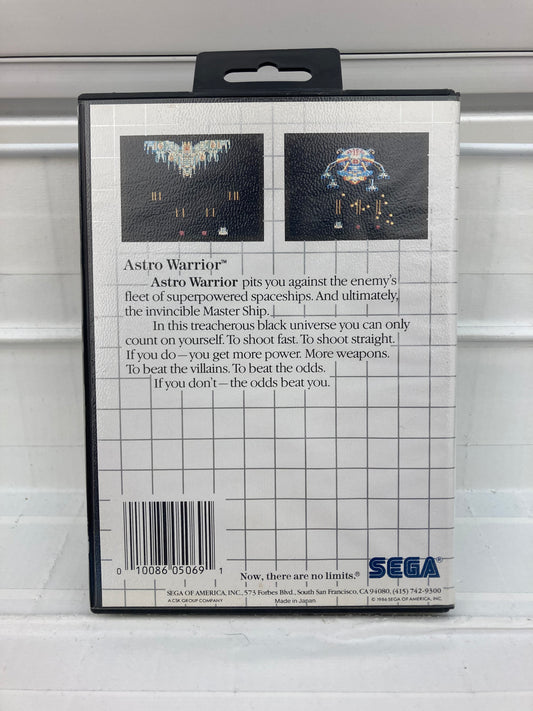 Astro Warrior™
Astro Warrior pits you against the enemy's
fleet of superpowered spaceships. And ultimately,
the invincible Master Ship.
In this treacherous black universe you can only
count on yourself. To shoot fast. To shoot straight.
If you do—you get more power. More weapons.
To beat the villains. To beat the odds.
If you don't—the odds beat you.
0 10086 05069 1
Now, there are no limits.® SEGA®
SEGA OF AMERICA, INC., 573 Forbes Blvd., South San Francisco, CA 94080, (415) 742-9300
A CSK GROUP COMPANY Made in Japan © 1986 SEGA OF AMERICA, INC.